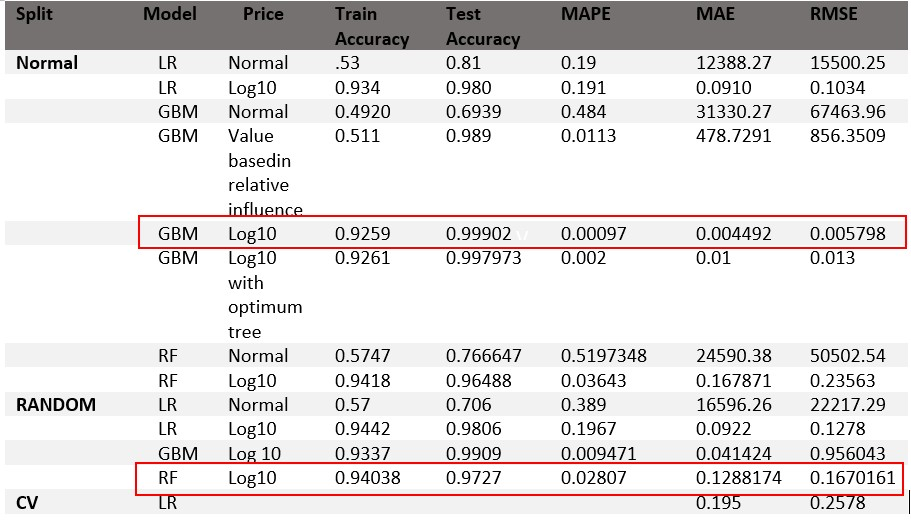 Split Model Price Train Test MAPE MAE RMSE
Accuracy Accuracy
Normal LR Normal .53 0.81 0.19 12388.27 15500.25
LR Log10 0.934 0.980 0.191 0.0910 0.1034
GBM Normal 0.4920 0.6939 0.484 31330.27 67463.96
GBM Value 0.511 0.989 0.0113 478.7291 856.3509
basedin
relative
influence
GBM Log10 0.9259 0.99902 0.00097 0.004492 0.005798
GBM Log10 0.9261 0.997973 0.002 0.01 0.013
with
optimum
tree
RF Normal 0.5747 0.766647 0.5197348 24590.38 50502.54
RF Log10 0.9418 0.96488 0.03643 0.167871 0.23563
RANDOM LR Normal 0.57 0.706 0.389 16596.26 22217.29
LR Log10 0.9442 0.9806 0.1967 0.0922 0.1278
GBM Log 10 0.9337 0.9909 0.009471 0.041424 0.956043
RF Log10 0.94038 0.9727 0.02807 0.1288174 0.1670161
CV LR 0.195 0.2578